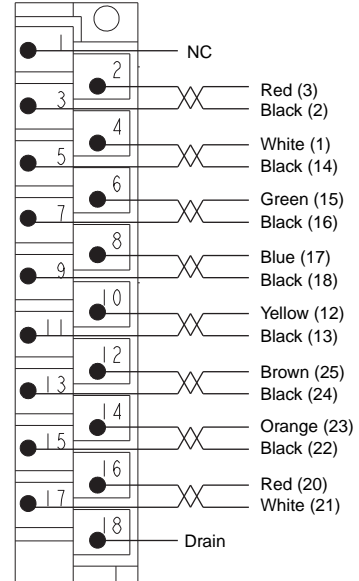 1
NC
2
Red (3)
3
Black (2)
4
White (1)
5
Black (14)
6
Green (15)
7
Black (16)
8
Blue (17)
9
Black (18)
10
Yellow (12)
11
Black (13)
12
Brown (25)
13
Black (24)
14
Orange (23)
15
Black (22)
16
Red (20)
17
White (21)
18
Drain